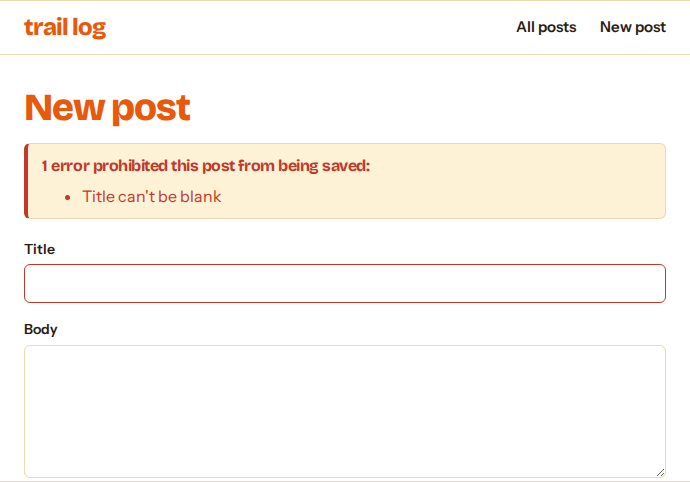 trail log
All posts
New post
New post
1 error prohibited this post from being saved:
Title can't be blank
Title
Body